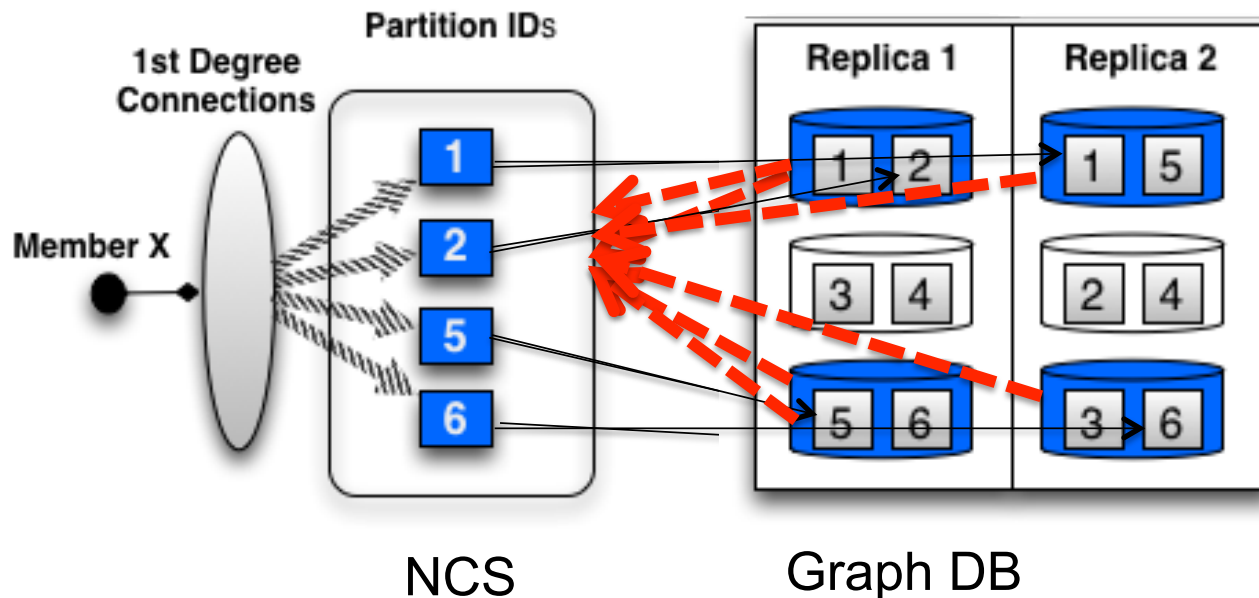 Partition IDs
1st Degree
Connections
Member X
1
2
5
6
NCS
Replica 1
Replica 2
1 2
1 5
3 4
2 4
5 6
3 6
Graph DB